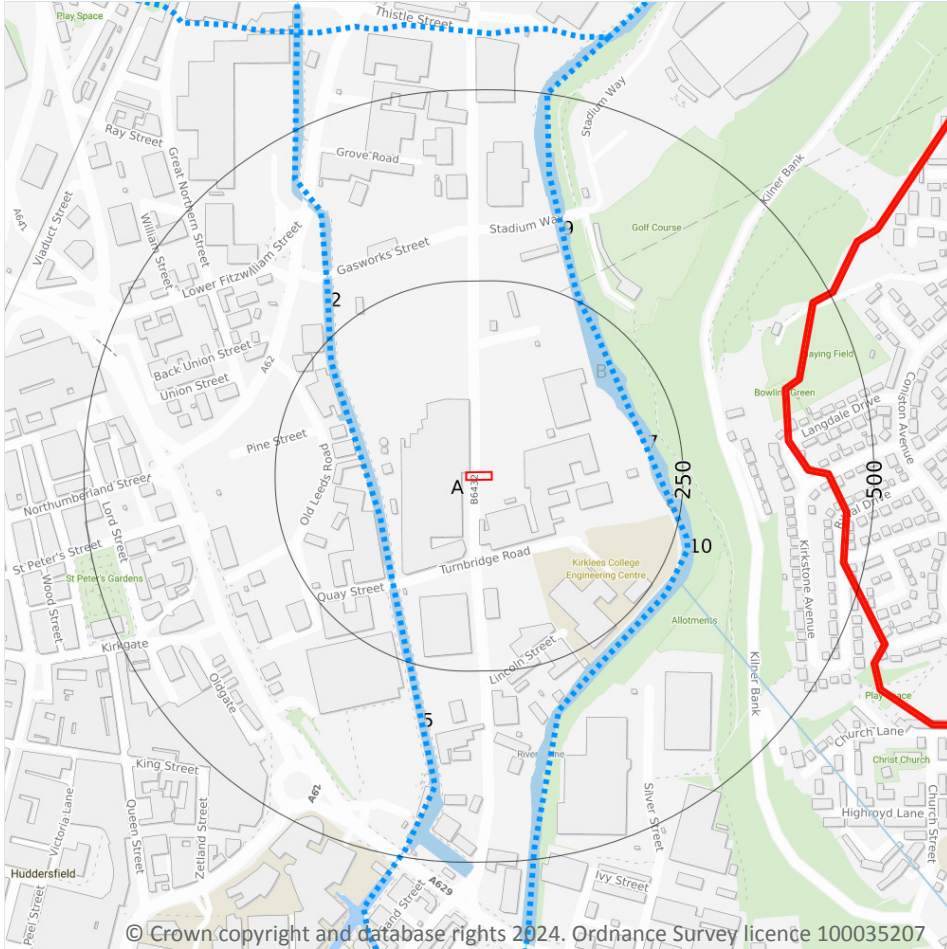 Play Space
Thistle Street
Stadium Way
Ray Street
Grove Road
Great Northern Street
Kilner Bank
A641
Viaduct Street
William Street
Stadium Way
9
Golf Course
Lower Fitzwilliam Street
Gasworks Street
2
Back Union Street
A62
Union Street
B
Playing Field
Bowling Green
Coniston Avenue
Langdale Drive
Pine Street
7
250
500
Northumberland Street
Old Leeds Road
A
B6432
Lord Street
10
St Peter's Street
Turnbridge Road
Kirklees College
Engineering Centre
St Peter's Gardens
Wood Street
Quay Street
Kirkstone Avenue
Allotments
Kirkgate
Lincoln Street
Kilner Bank
Oldgate
5
Play Space
Church Lane
Christ Church
King Street
A62
Silver Street
Highroyd Lane
Church Street
Victoria Lane
Queen Street
Zetland Street
Huddersfield
A629
Ivy Street
Peel Street
© Crown copyright and database rights 2024. Ordnance Survey licence 100035207